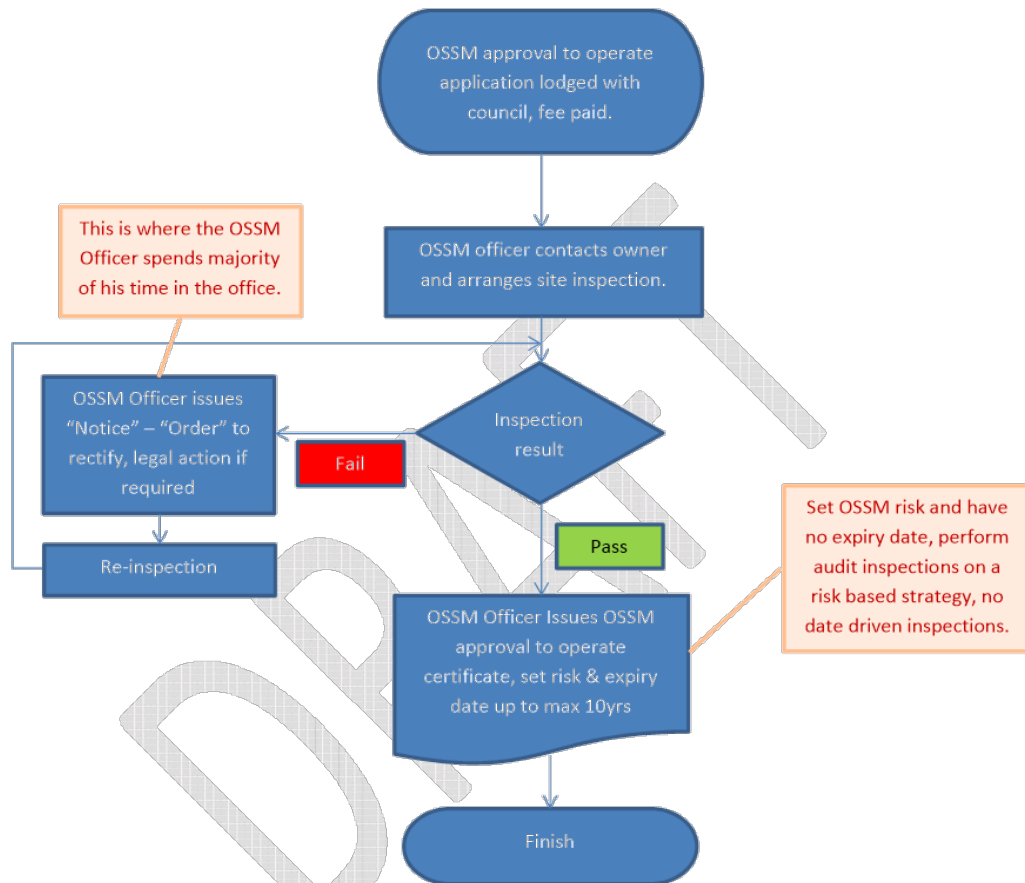 OSSM approval to operate
application lodged with
council, fee paid.
This is where the OSSM
Officer spends majority
of his time in the office.
OSSM officer contacts owner
and arranges site inspection.
OSSM Officer issues
“Notice” – “Order” to
rectify, legal action if
required
Inspection
result
Fail
Re-inspection
Pass
Set OSSM risk and have
no expiry date, perform
audit inspections on a
risk based strategy, no
date driven inspections.
OSSM Officer Issues OSSM
approval to operate
certificate, set risk & expiry
date up to max 10yrs
Finish
DRAFT